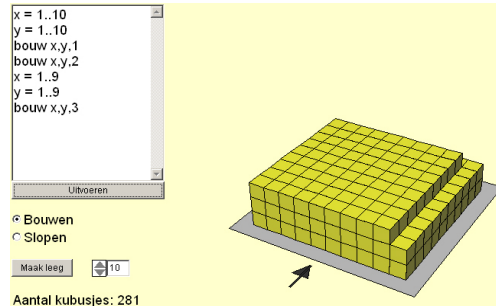 x = 1..10
y = 1..10
bouw x,y,1
bouw x,y,2
x = 1..9
y = 1..9
bouw x,y,3
Uitvoeren
Bouwen
Slopen
Maak leeg 10
Aantal kubusjes: 281